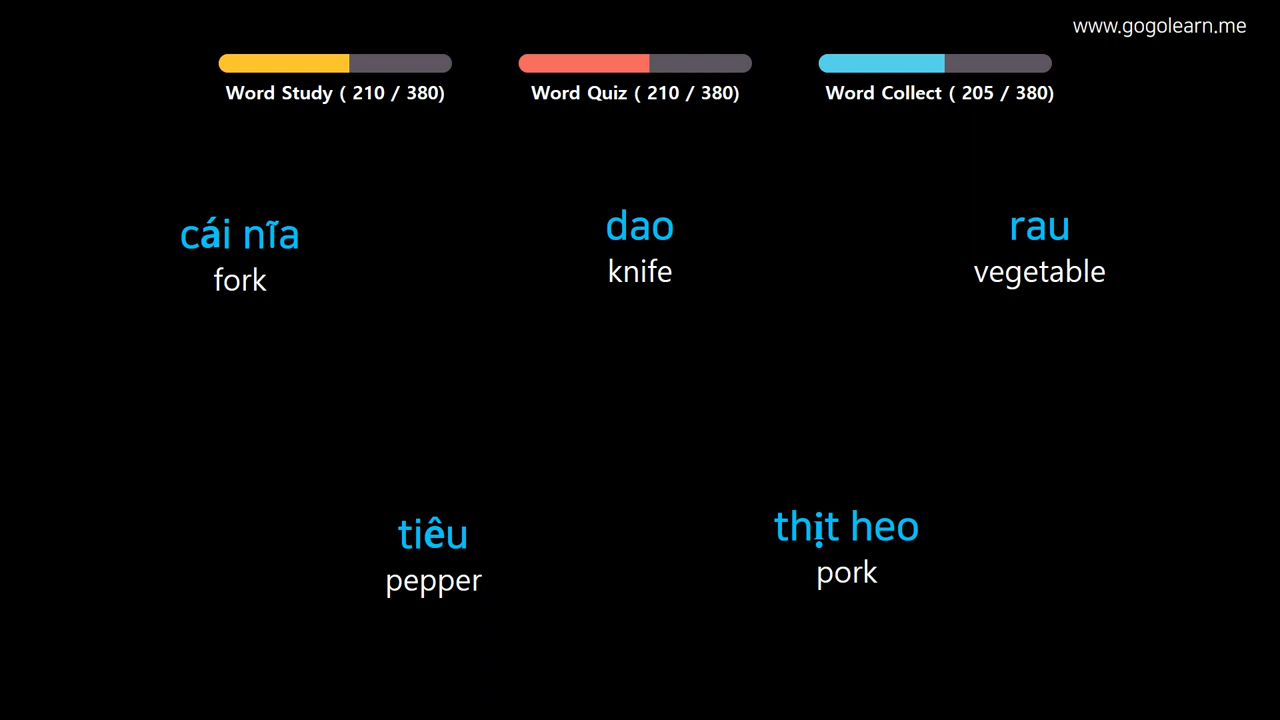 www.gogolearn.me
Word Study ( 210 / 380)
Word Quiz ( 210 / 380)
Word Collect ( 205 / 380)
cái nĩa
fork
dao
knife
rau
vegetable
tiêu
pepper
thịt heo
pork